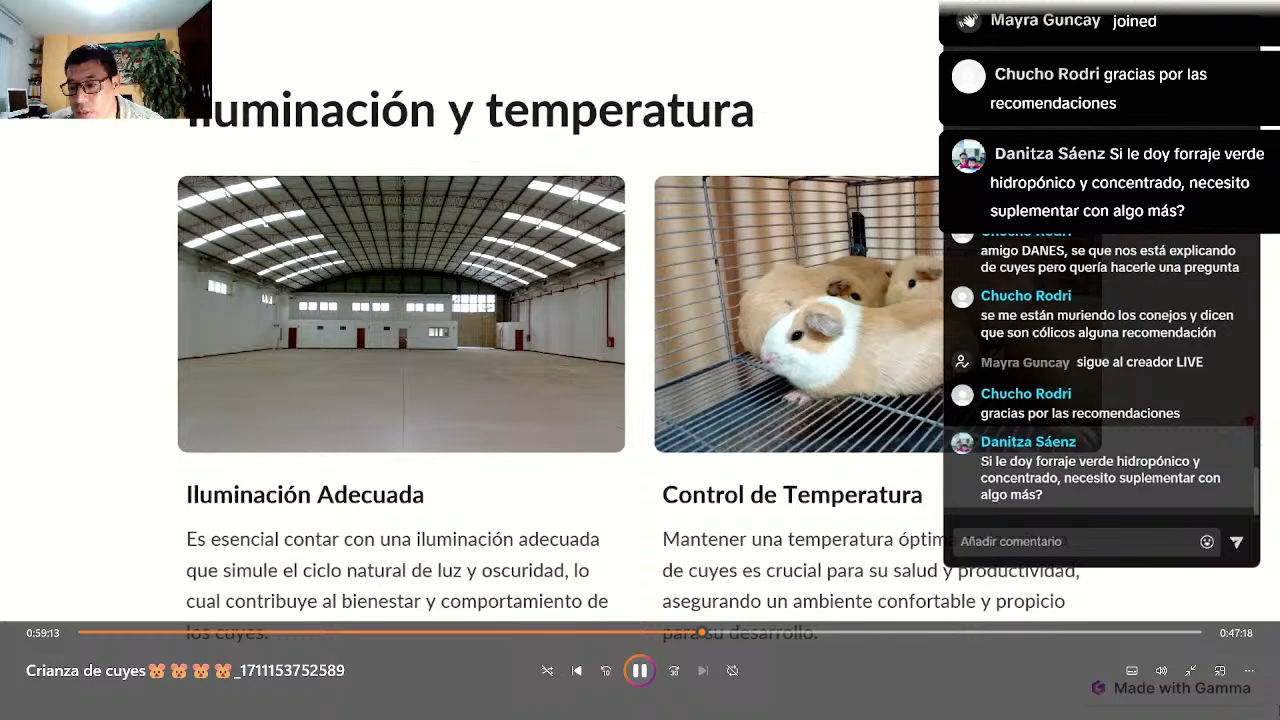 Iluminación y temperatura
Iluminación Adecuada
Es esencial contar con una iluminación adecuada
que simule el ciclo natural de luz y oscuridad, lo
cual contribuye al bienestar y comportamiento de
los cuyes.
Control de Temperatura
Mantener una temperatura óptima
de cuyes es crucial para su salud y productividad,
asegurando un ambiente confortable y propicio
para su desarrollo.
Mayra Guncay joined
Chucho Rodri gracias por las
recomendaciones
Danitza Sáenz Si le doy forraje verde
hidropónico y concentrado, necesito
suplementar con algo más?
Chucho Rodri
amigo DANES, se que nos está explicando
de cuyes pero quería hacerle una pregunta
Chucho Rodri
se me están muriendo los conejos y dicen
que son cólicos alguna recomendación
Mayra Guncay sigue al creador LIVE
Chucho Rodri
gracias por las recomendaciones
Danitza Sáenz
Si le doy forraje verde hidropónico y
concentrado, necesito suplementar con
algo más?
Añadir comentario
0:59:13
0:47:18
Crianza de cuyes🐹🐹🐹🐹_1711153752589
Made with Gamma